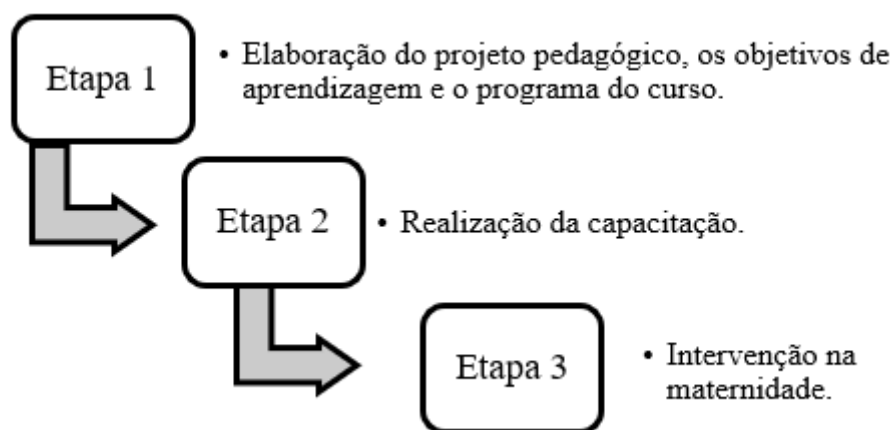 Etapa 1
• Elaboração do projeto pedagógico, os objetivos de
aprendizagem e o programa do curso.
Etapa 2
• Realização da capacitação.
Etapa 3
• Intervenção na
maternidade.